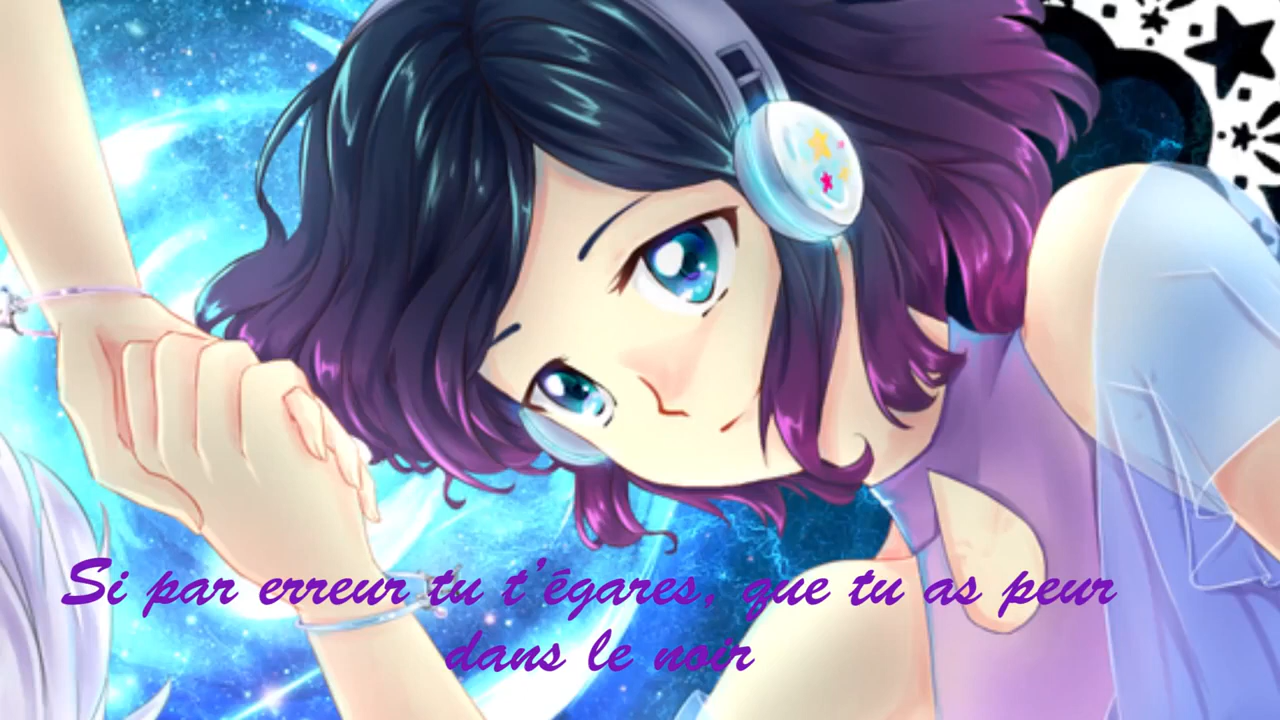 Si par erreur tu t'égares, que tu as peur
dans le noir